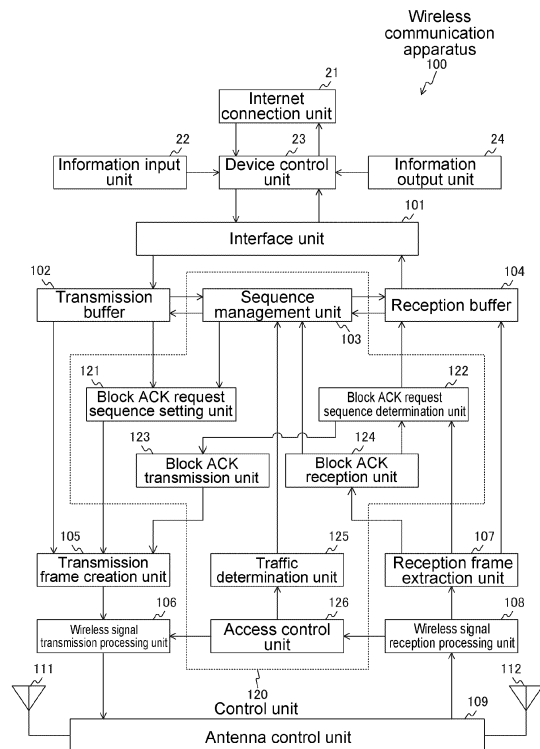 Wireless
communication
apparatus
100
21
Internet
connection unit
22
23
24
Information input
unit
Device control
unit
Information
output unit
101
Interface unit
102
104
Transmission
buffer
Sequence
management unit
Reception buffer
103
121
122
Block ACK request
sequence setting unit
Block ACK request
sequence determination unit
123
124
Block ACK
transmission unit
Block ACK
reception unit
105
125
107
Transmission
frame creation unit
Traffic
determination unit
Reception frame
extraction unit
106
126
108
Wireless signal
transmission processing unit
Access control
unit
Wireless signal
reception processing unit
111
112
120
Control unit
109
Antenna control unit